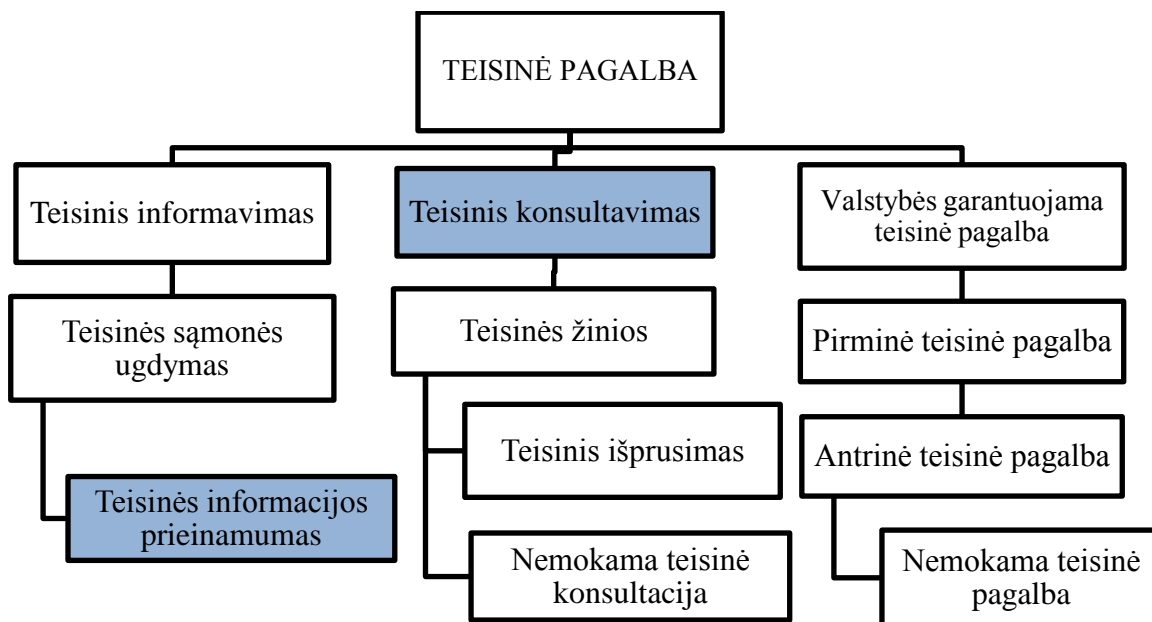 TEISINĖ PAGALBA
Teisinis informavimas
Teisinis konsultavimas
Valstybės garantuojama
teisinė pagalba
Teisinės sąmonės
ugdymas
Teisinės žinios
Pirminė teisinė pagalba
Teisinis išprusimas
Antrinė teisinė pagalba
Teisinės informacijos
prieinamumas
Nemokama teisinė
konsultacija
Nemokama teisinė
pagalba